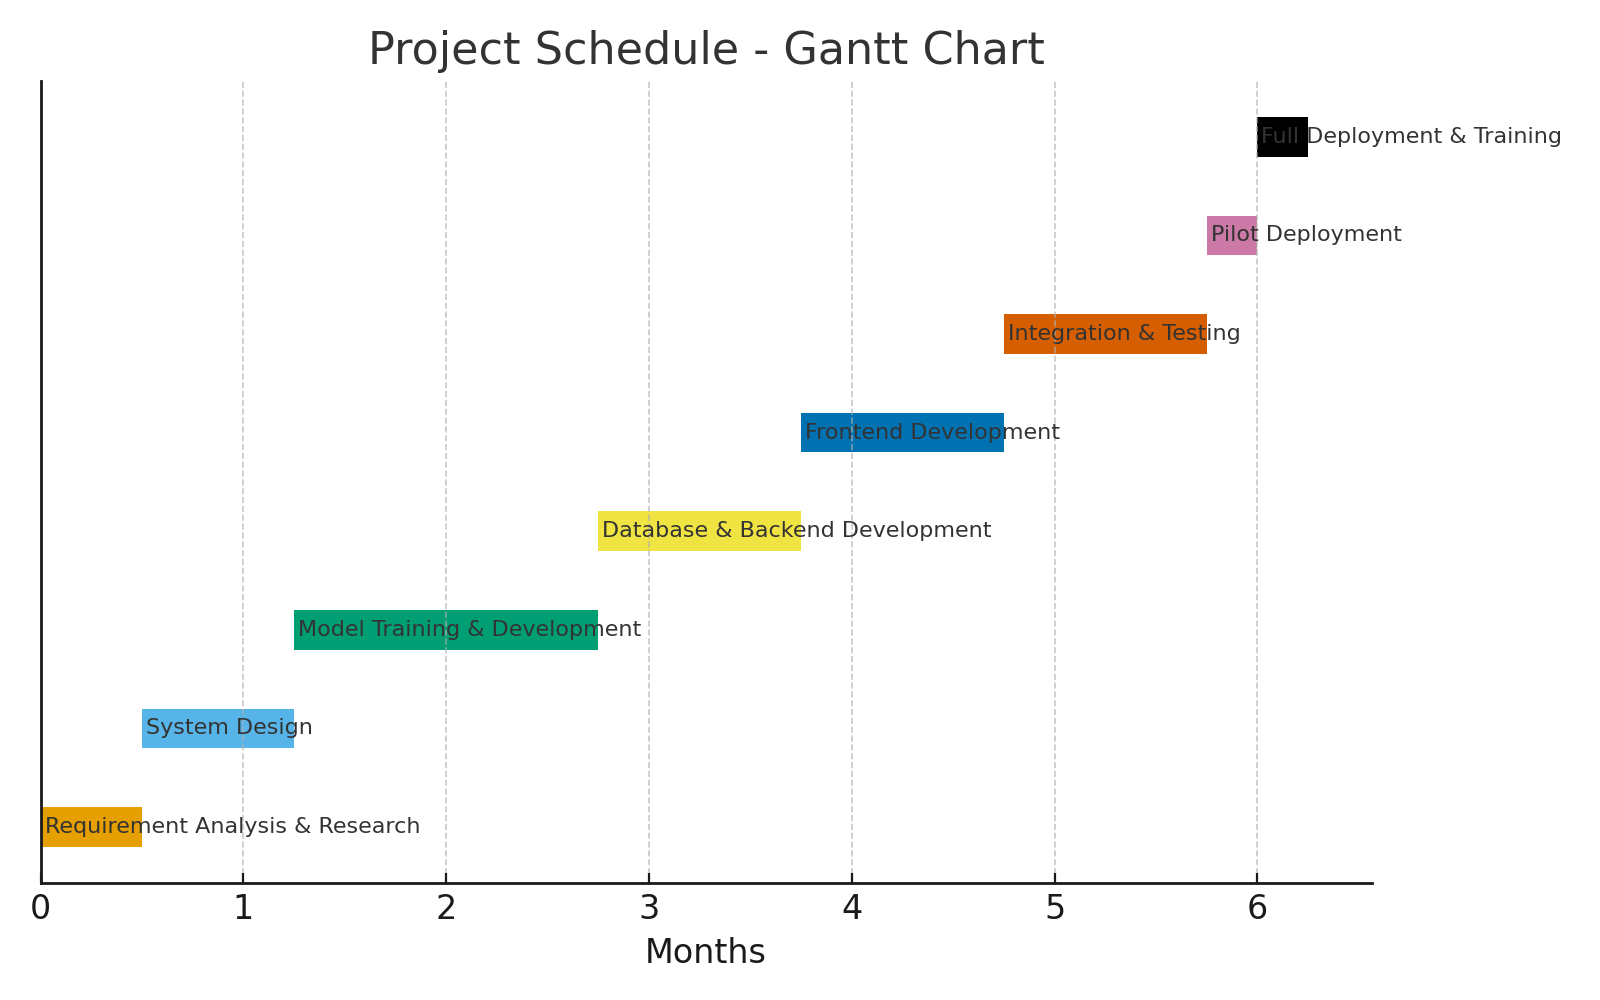 Project Schedule - Gantt Chart
Full Deployment & Training
Pilot Deployment
Integration & Testing
Frontend Development
Database & Backend Development
Model Training & Development
System Design
Requirement Analysis & Research
0 1 2 3 4 5 6
Months